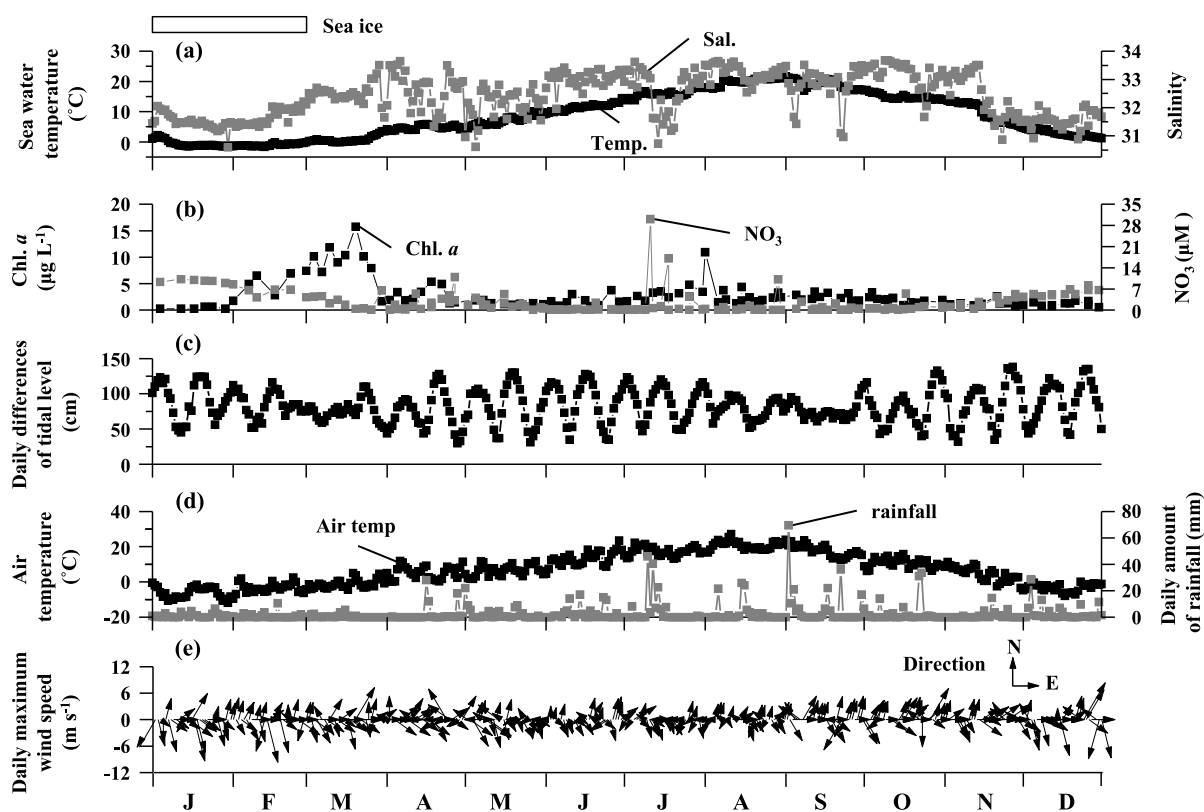 Sea ice
(a)
Sea water
temperature
(°C)
30
20
10
0
Sal.
Temp.
34
33
32
31
Salinity
(b)
Chl. a
(µg L-1)
20
15
10
5
0
Chl. a
NO3
35
28
21
14
7
0
NO3 (µM)
(c)
Daily differences
of tidal level
(cm)
150
100
50
0
(d)
Air
temperature
(°C)
40
20
0
-20
Air temp
rainfall
80
60
40
20
0
Daily amount
of rainfall (mm)
(e)
Daily maximum
wind speed
(m s-1)
12
6
0
-6
-12
Direction
N
E
J F M A M J J A S O N D